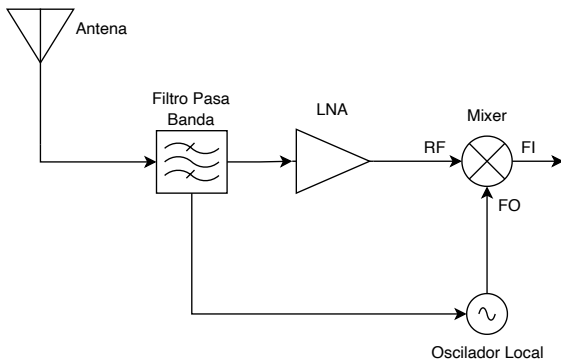 Antena
Filtro Pasa
Banda
LNA
Mixer
RF
FI
FO
Oscilador Local